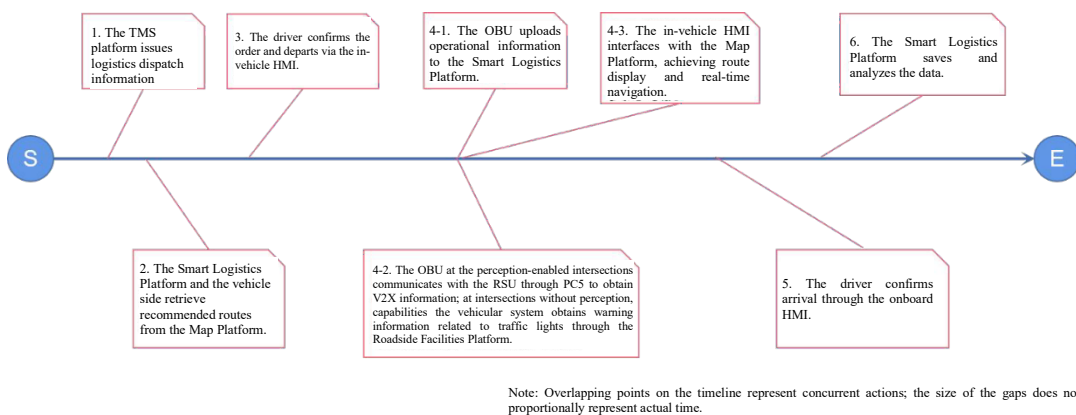 1. The TMS
platform issues
logistics dispatch
information
3. The driver confirms the
order and departs via the in-
vehicle HMI.
4-1. The OBU uploads
operational information
to the Smart Logistics
Platform.
4-3. The in-vehicle HMI
interfaces with the Map
Platform, achieving route
display and real-time
navigation.
6. The Smart Logistics
Platform saves and
analyzes the data.
S
E
2. The Smart Logistics
Platform and the vehicle
side retrieve
recommended routes
from the Map Platform.
4-2. The OBU at the perception-enabled intersections
communicates with the RSU through PC5 to obtain
V2X information; at intersections without perception,
capabilities the vehicular system obtains warning
information related to traffic lights through the
Roadside Facilities Platform.
5. The driver confirms
arrival through the onboard
HMI.
Note: Overlapping points on the timeline represent concurrent actions; the size of the gaps does no
proportionally represent actual time.